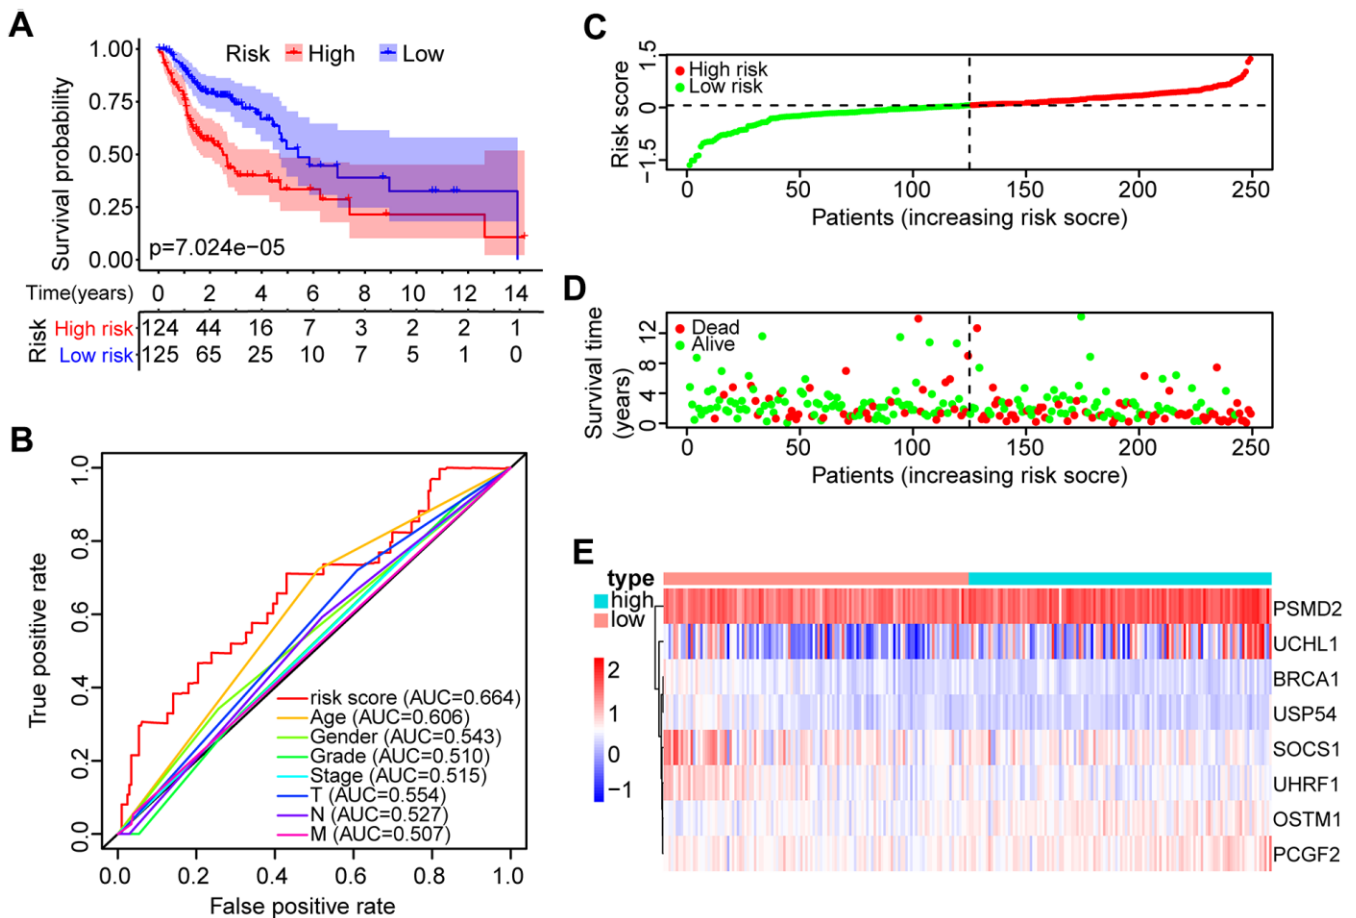 A
Risk High Low
Survival probability
1.00
0.75
0.50
0.25
0.00
p=7.024e−05
Time(years) 0 2 4 6 8 10 12 14
Risk
High risk 124 44 16 7 3 2 2 1
Low risk 125 65 25 10 7 5 1 0
B
True positive rate
1.0
0.8
0.6
0.4
0.2
0.0
risk score (AUC=0.664)
Age (AUC=0.606)
Gender (AUC=0.543)
Grade (AUC=0.510)
Stage (AUC=0.515)
T (AUC=0.554)
N (AUC=0.527)
M (AUC=0.507)
0.0 0.2 0.4 0.6 0.8 1.0
False positive rate
C
Risk score
1.5
0
−1.5
High risk
Low risk
0 50 100 150 200 250
Patients (increasing risk socre)
D
Survival time
(years)
12
8
4
0
Dead
Alive
0 50 100 150 200 250
Patients (increasing risk socre)
E
type
high
low
2
1
0
−1
PSMD2
UCHL1
BRCA1
USP54
SOCS1
UHRF1
OSTM1
PCGF2